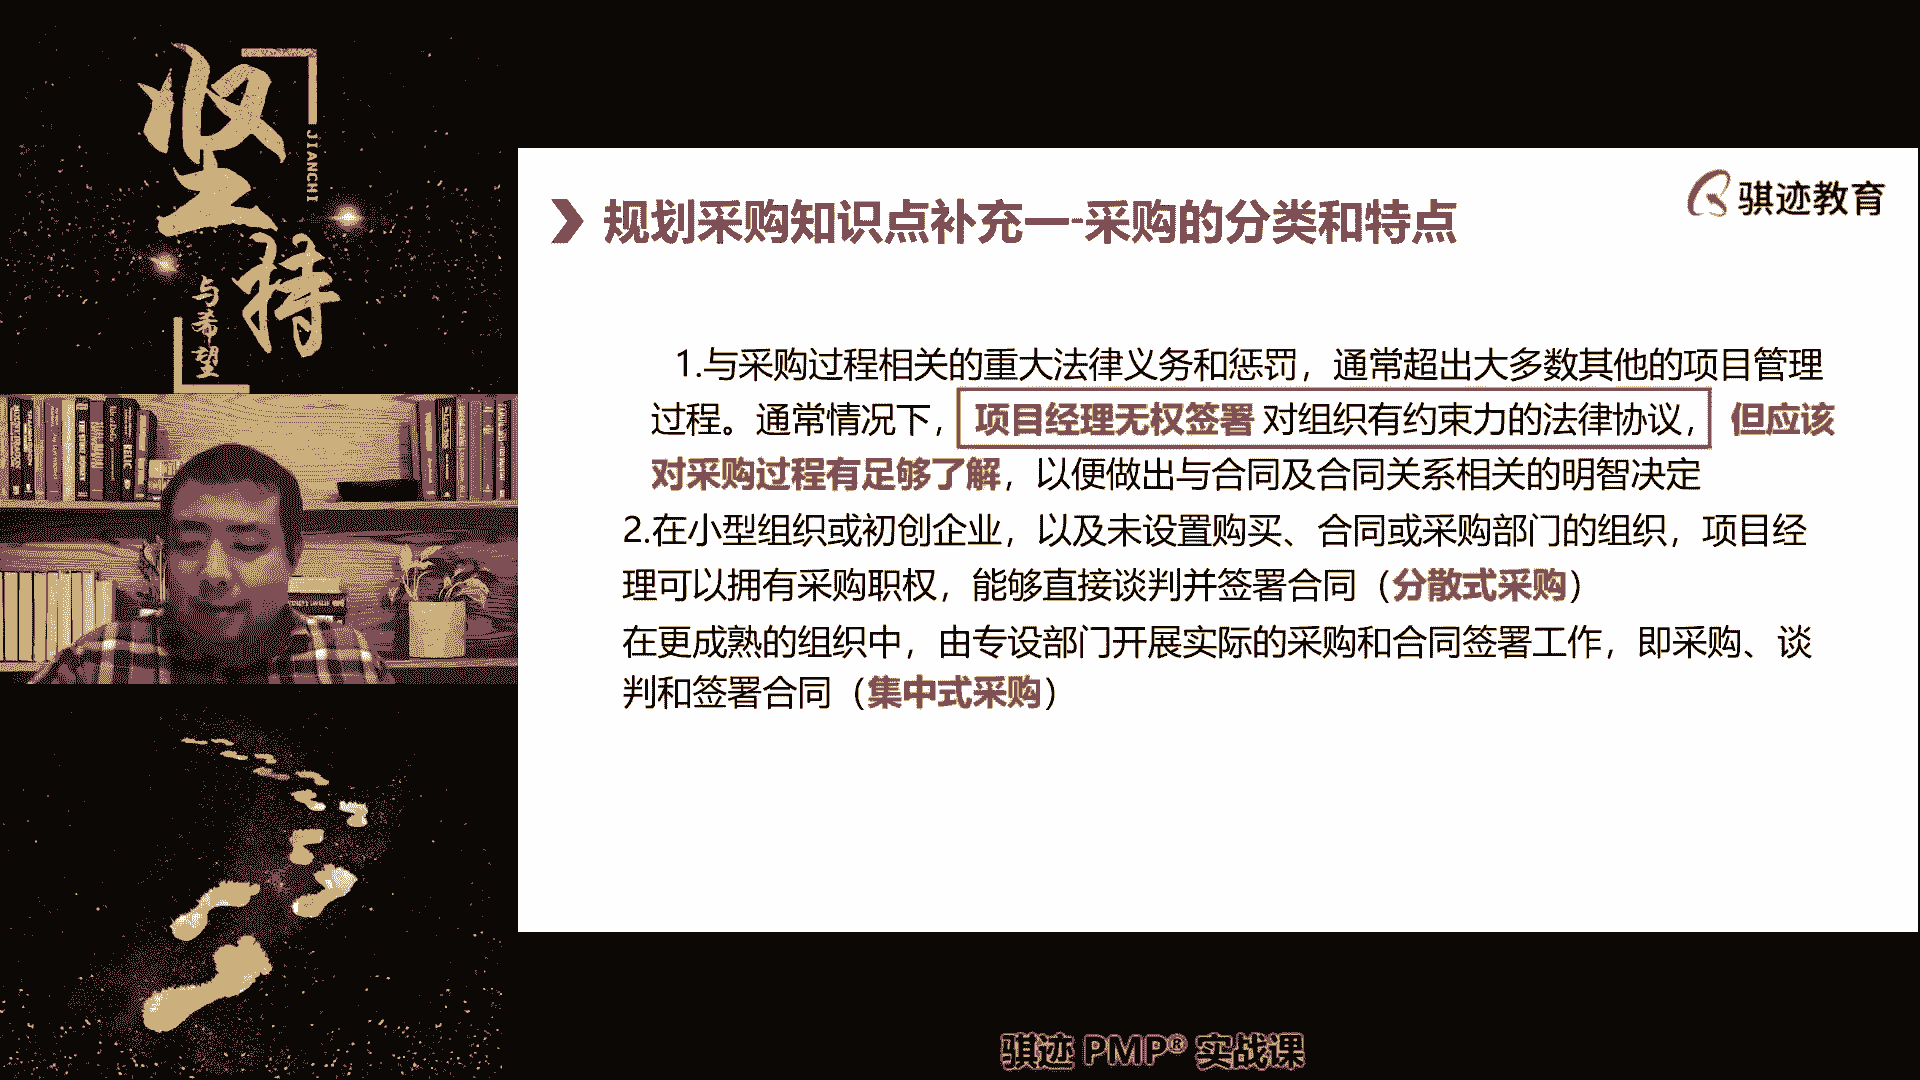 坚持
JIANCHI
与希望
骐迹教育
规划采购知识点补充一-采购的分类和特点
1.与采购过程相关的重大法律义务和惩罚，通常超出大多数其他的项目管理
过程。通常情况下，项目经理无权签署 对组织有约束力的法律协议，但应该
对采购过程有足够了解，以便做出与合同及合同关系相关的明智决定
2.在小型组织或初创企业，以及未设置购买、合同或采购部门的组织，项目经
理可以拥有采购职权，能够直接谈判并签署合同（分散式采购）
在更成熟的组织中，由专设部门开展实际的采购和合同签署工作，即采购、谈
判和签署合同（集中式采购）
骐迹 PMP® 实战课